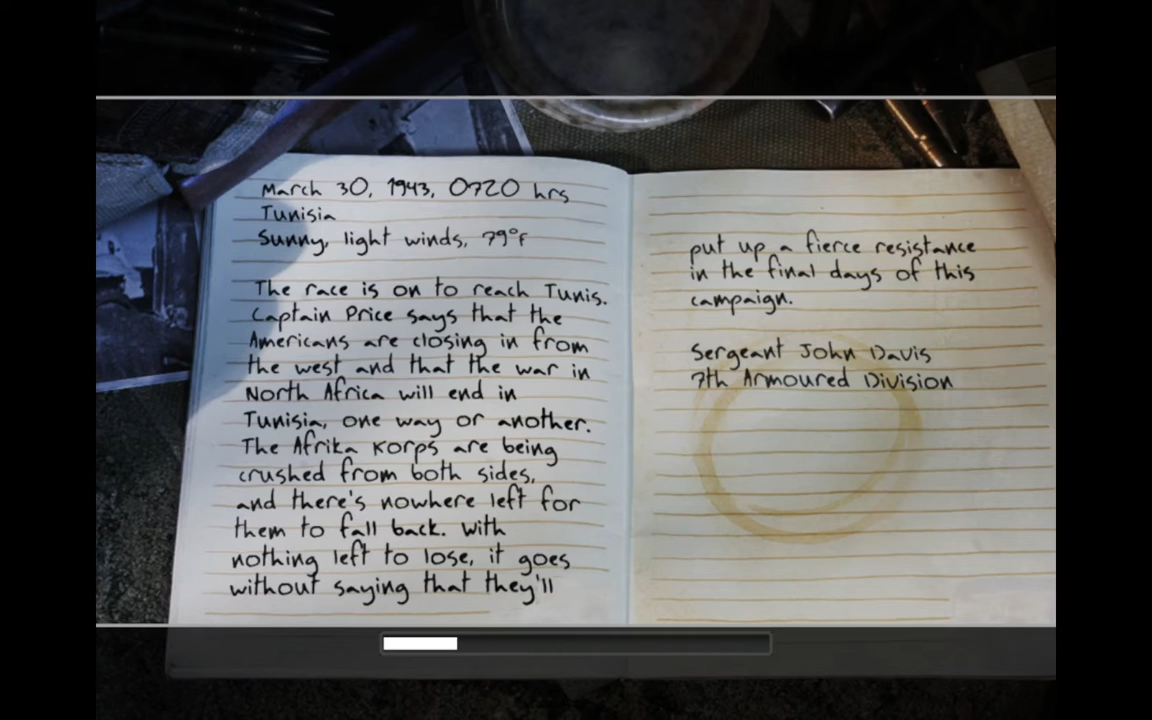 March 30, 1943, 0720 hrs
Tunisia
Sunny, light winds, 79°F
The race is on to reach Tunis.
Captain Price says that the
Americans are closing in from
the west and that the war in
North Africa will end in
Tunisia, one way or another.
The Afrika Korps are being
crushed from both sides,
and there's nowhere left for
them to fall back. With
nothing left to lose, it goes
without saying that they'll
put up a fierce resistance
in the final days of this
campaign.
Sergeant John Davis
7th Armoured Division